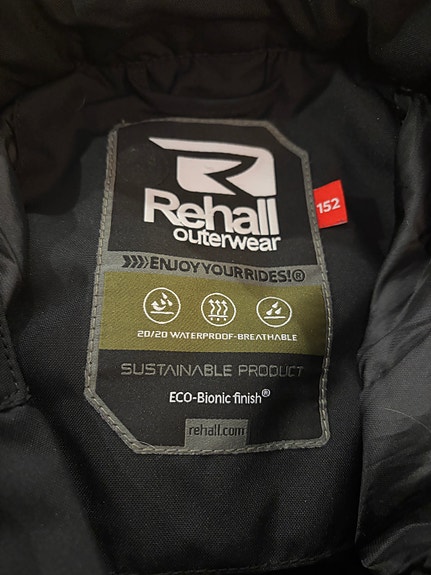 Rehall
outerwear
152
ENJOY YOUR RIDES!®
20/20 WATERPROOF-BREATHABLE
SUSTAINABLE PRODUCT
ECO-Bionic finish®
rehall.com